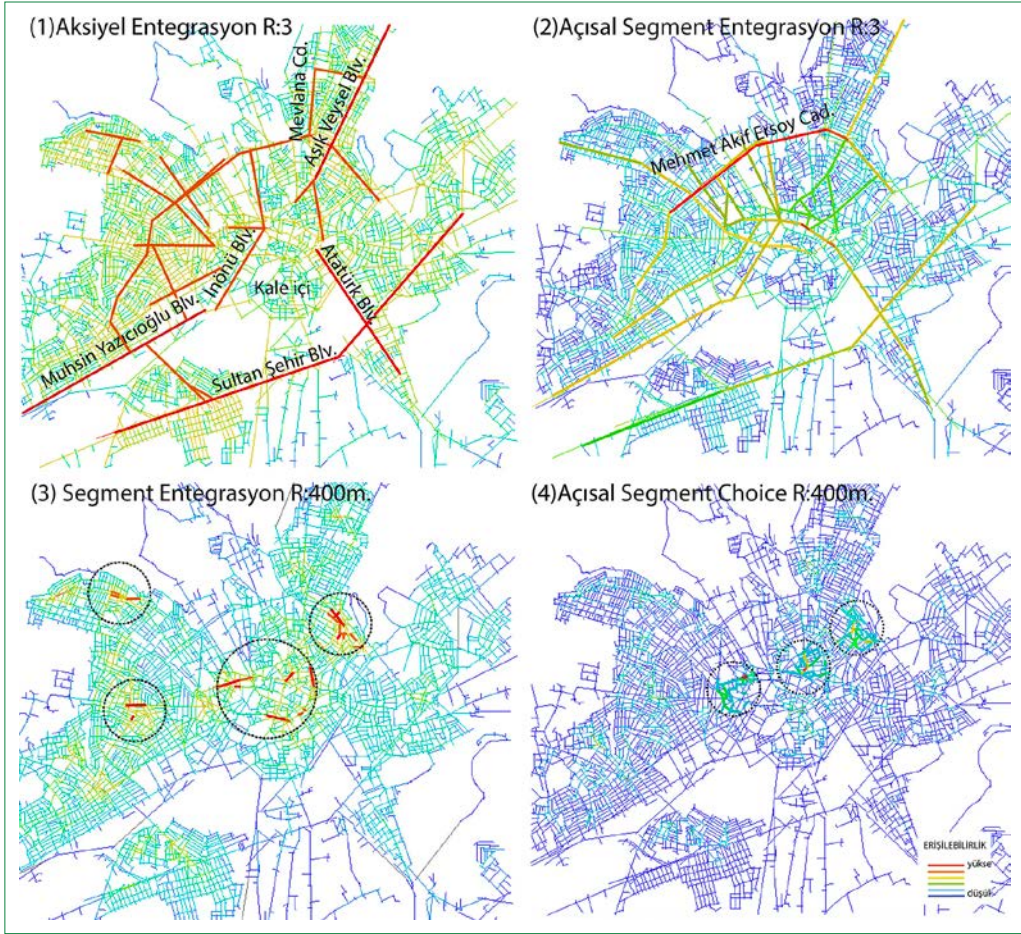 (1)Aksiyel Entegrasyon R:3
Mevlana Cd.
Aşık Veysel Blv.
İnönü Blv.
Kale içi
Atatürk Blv.
Muhsin Yazıcıoğlu Blv.
Sultan Şehir Blv.
(2)Açısal Segment Entegrasyon R:3
Mehmet Akif Ersoy Cad.
(3) Segment Entegrasyon R:400m.
(4)Açısal Segment Choice R:400m.
ERİŞİLEBİLİRLİK
yükse
düşük